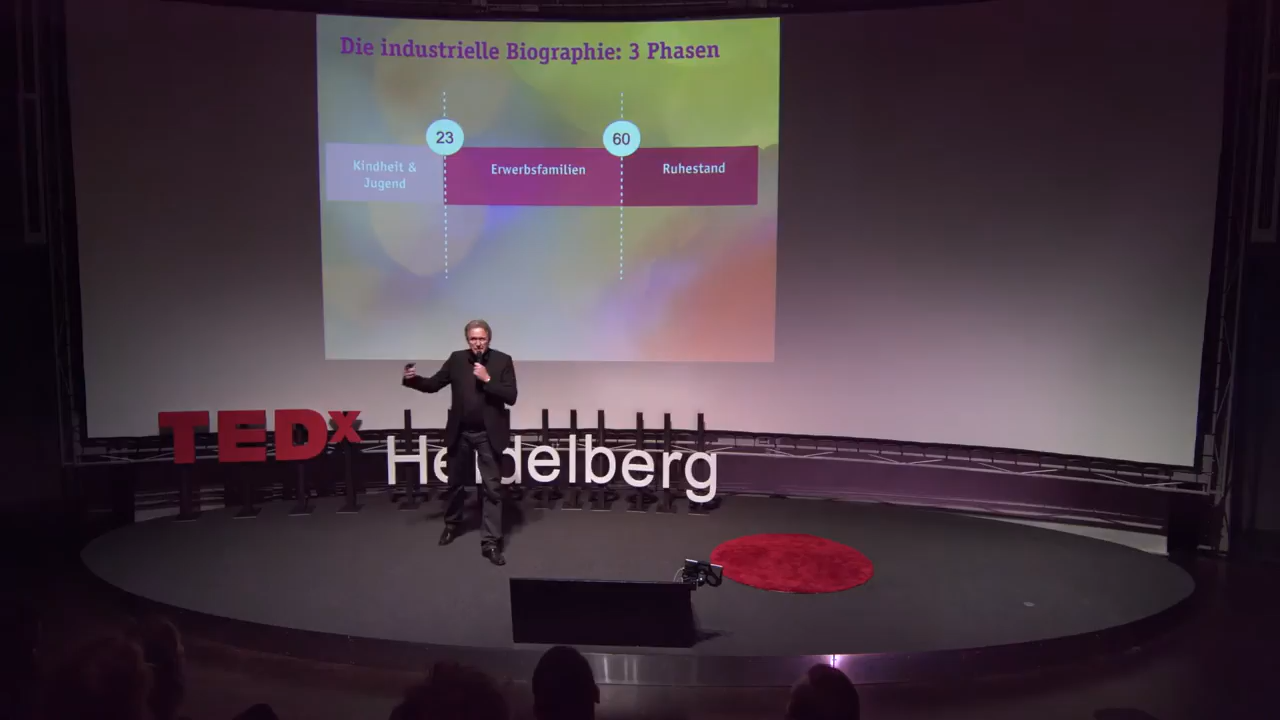 Die industrielle Biographie: 3 Phasen
23
60
Kindheit &
Jugend
Erwerbsfamilien
Ruhestand
TEDx
Heidelberg